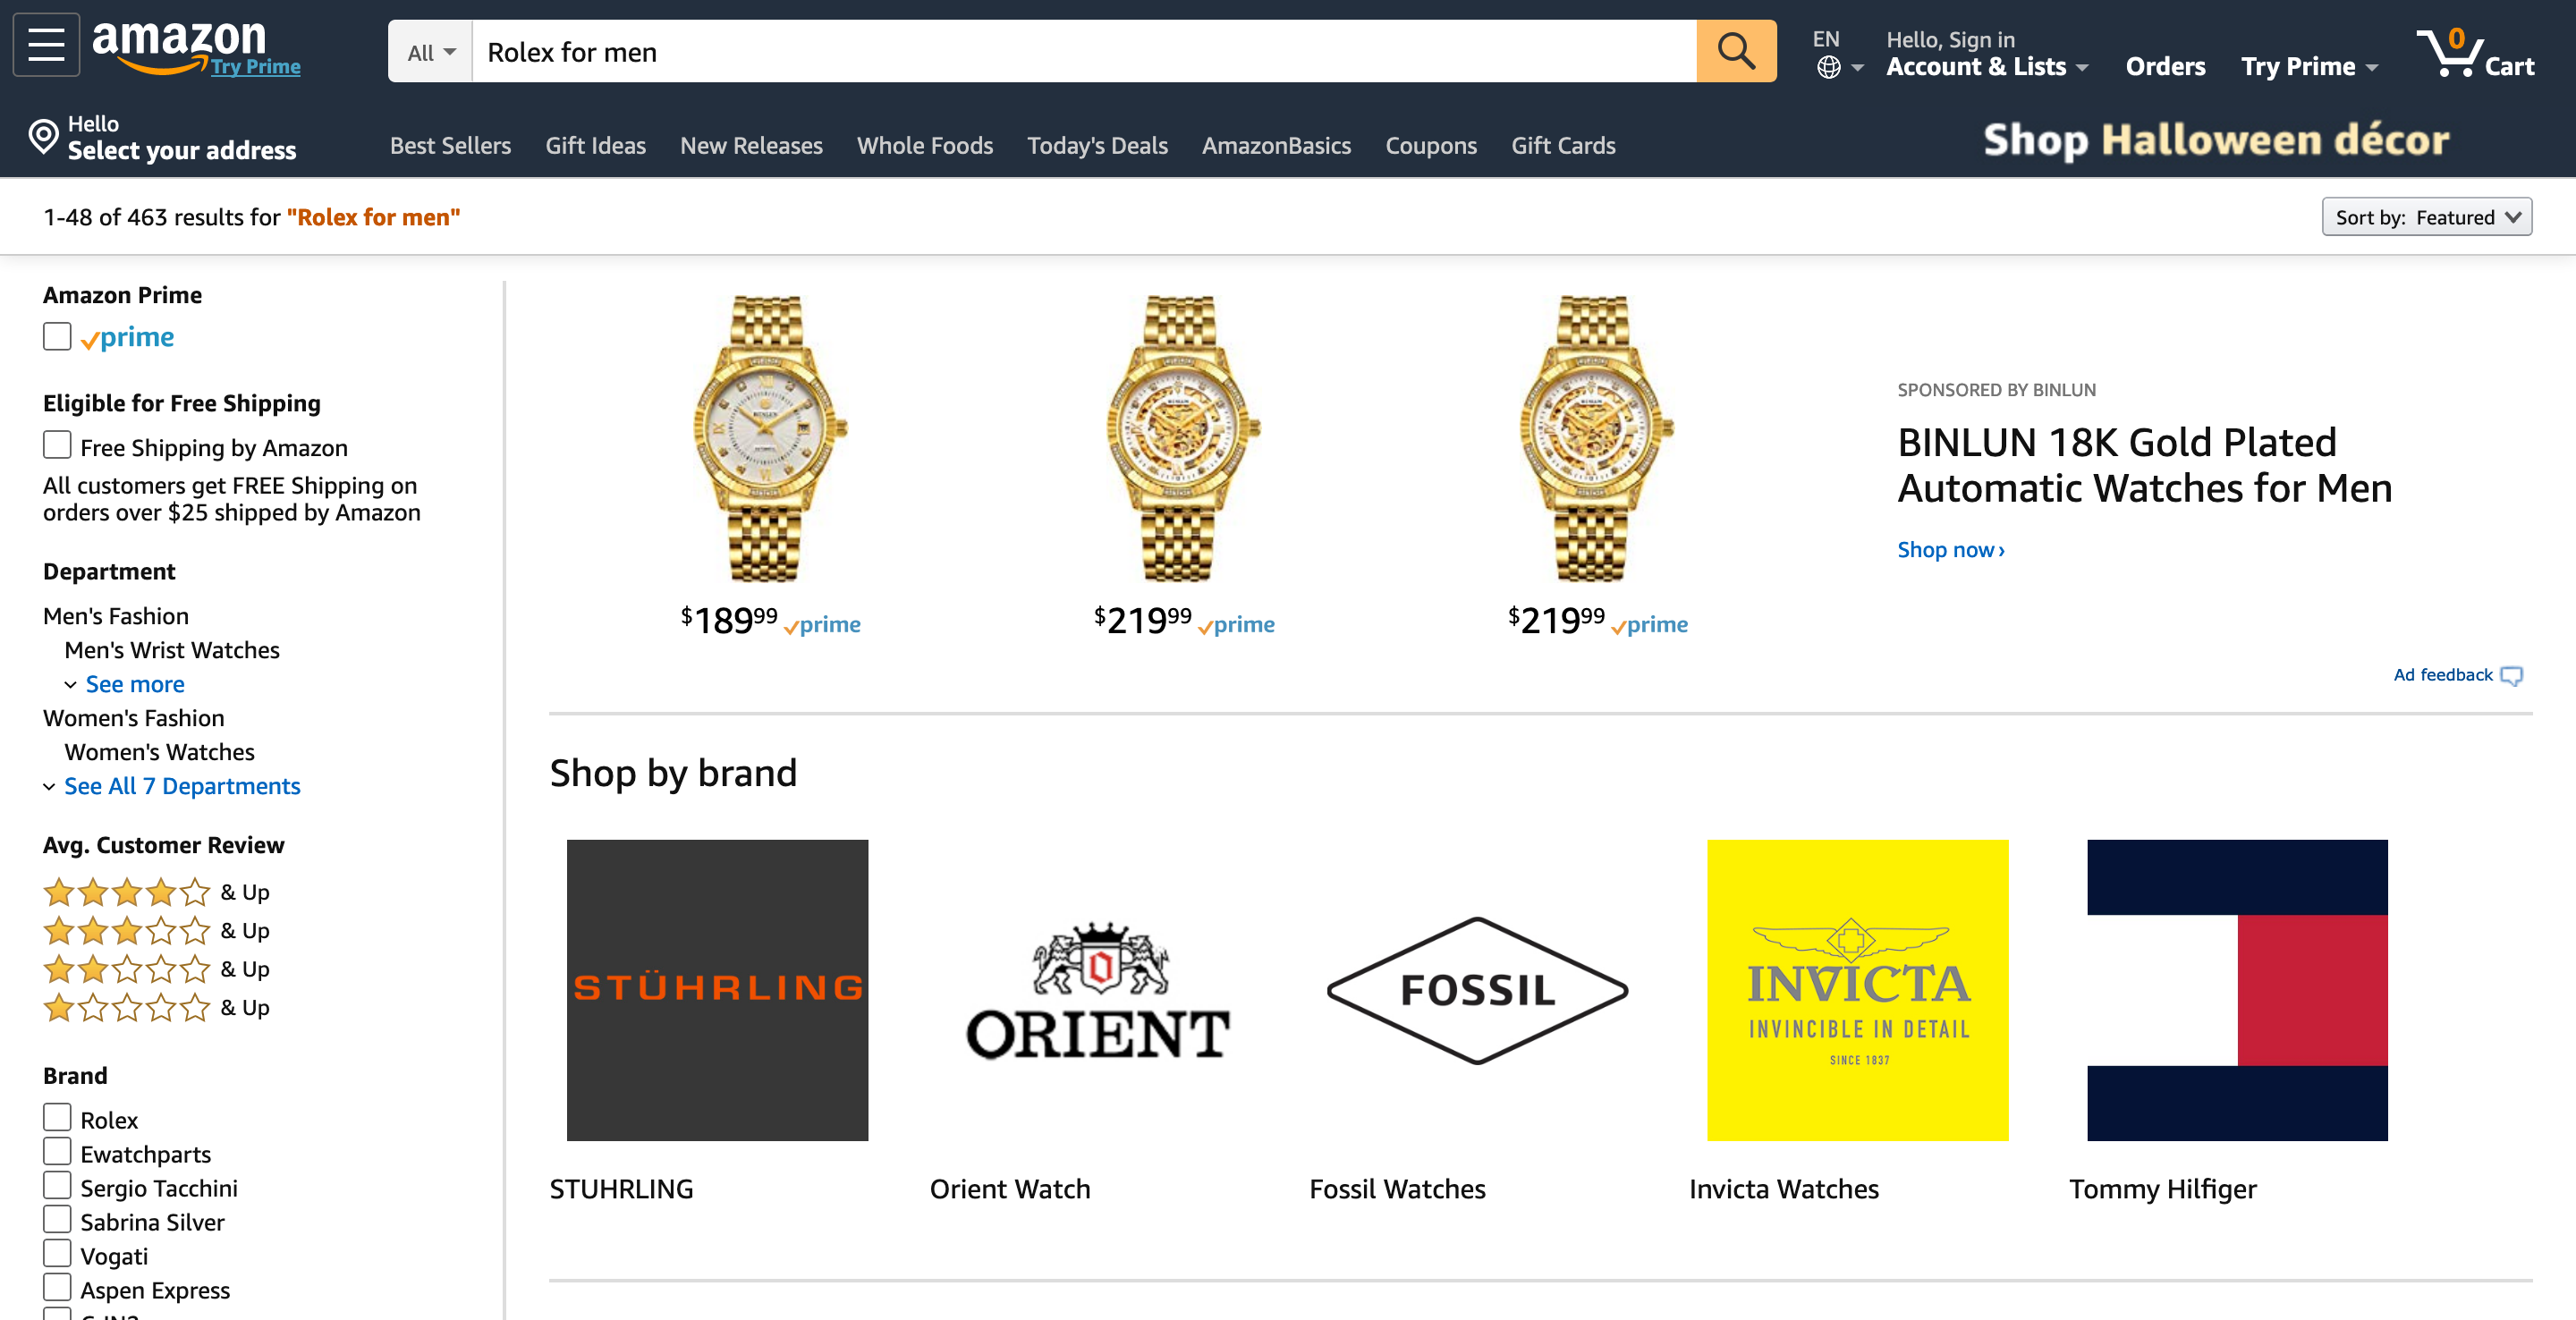 amazon
Try Prime
All
Rolex for men
EN
Hello, Sign in
Account & Lists
Orders
Try Prime
0
Cart
Hello
Select your address
Best Sellers
Gift Ideas
New Releases
Whole Foods
Today's Deals
AmazonBasics
Coupons
Gift Cards
Shop Halloween décor
1-48 of 463 results for "Rolex for men"
Sort by: Featured
Amazon Prime
prime
Eligible for Free Shipping
Free Shipping by Amazon
All customers get FREE Shipping on
orders over $25 shipped by Amazon
Department
Men's Fashion
Men's Wrist Watches
See more
Women's Fashion
Women's Watches
See All 7 Departments
Avg. Customer Review
& Up
& Up
& Up
& Up
Brand
Rolex
Ewatchparts
Sergio Tacchini
Sabrina Silver
Vogati
Aspen Express
$189.99 prime
$219.99 prime
$219.99 prime
SPONSORED BY BINLUN
BINLUN 18K Gold Plated
Automatic Watches for Men
Shop now›
Ad feedback
Shop by brand
STÜHRLING
ORIENT
FOSSIL
INVICTA
INVINCIBLE IN DETAIL
SINCE 1837
STUHRLING
Orient Watch
Fossil Watches
Invicta Watches
Tommy Hilfiger